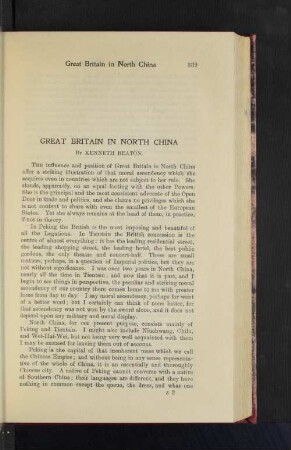 Great Britain in North China
GREAT BRITAIN IN NORTH CHINA
BY KENNETH BEATON.
THE influence and position of Great Britain in North China
offer a striking illustration of that moral ascendency which she
acquires even in countries which are not subject to her rule. She
stands, apparently, on an equal footing with the other Powers.
She is the principal and the most consistent advocate of the Open
Door in trade and politics, and she claims no privileges which she
is not content to share with even the smallest of the European
States. Yet she always remains at the head of them, in practice,
if not in theory.
In Peking the British is the most imposing and beautiful of
all the Legations. In Tientsin the British concession is the
centre of almost everything: it has the leading residential street,
the leading shopping street, the leading hotel, the best public
gardens, the only theatre and concert-hall. These are small
matters, perhaps, in a question of Imperial politics, but they are
not without significance. I was over two years in North China,
nearly all the time in Tientsin; and now that it is past, and I
begin to see things in perspective, the peculiar and striking moral
ascendency of our country there comes home to me with greater
force from day to day. I say moral ascendency, perhaps for want
of a better word; but I certainly can think of none better, for
that ascendency was not won by the sword alone, and it does not
depend upon any military and naval display.
North China, for our present purpose, consists mainly of
Peking and Tientsin. I might also include Niuchwang, Chifu,
and Wei-Hai-Wei, but not being very well acquainted with them
I may be excused for leaving them out of account.
Peking is the capital of that incoherent mass which we call
the Chinese Empire; and without being in any sense representa-
tive of the whole of China, it is an essentially and thoroughly
Chinese city. A native of Peking cannot converse with a native
of Southern China; their languages are different, and they have
nothing in common except the queue, the dress, and what one